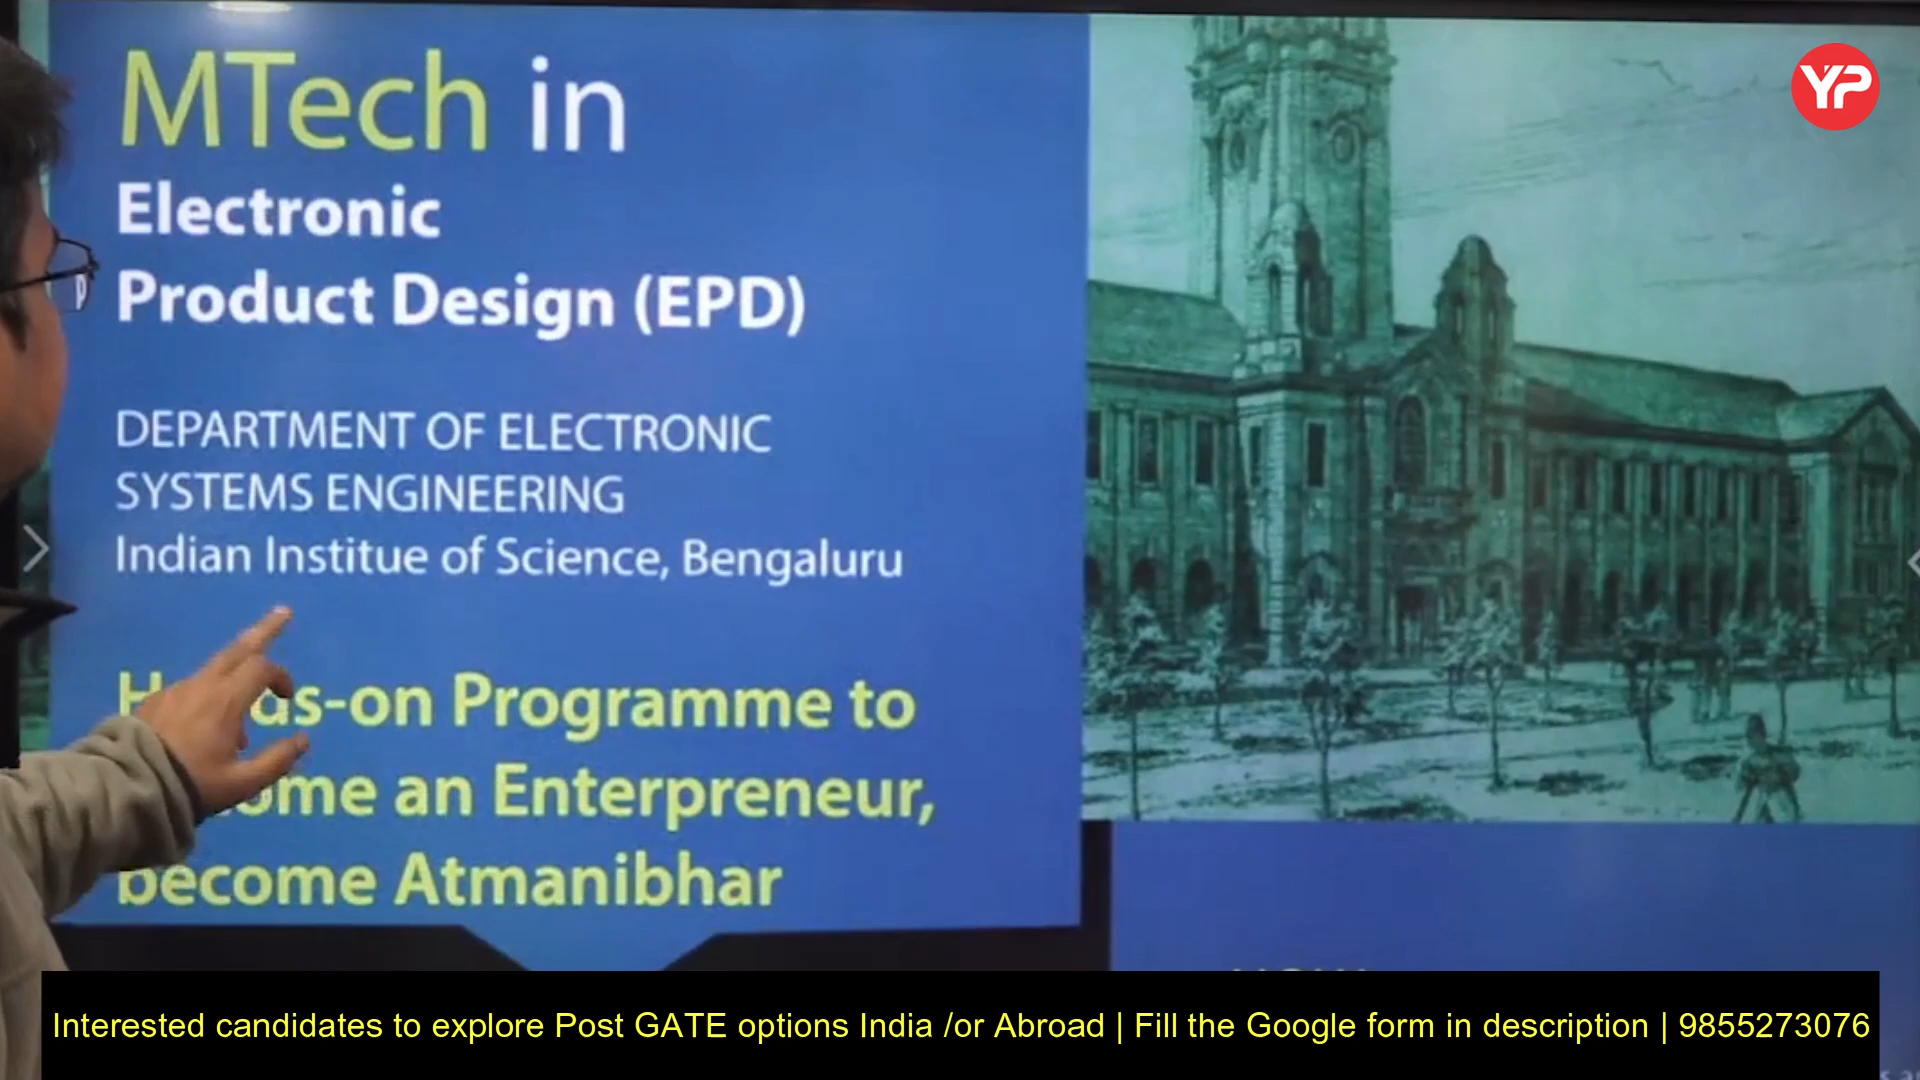 MTech in
Electronic
Product Design (EPD)
DEPARTMENT OF ELECTRONIC
SYSTEMS ENGINEERING
Indian Institue of Science, Bengaluru
Programme to
an Enterpreneur,
become Atmanibhar
YP
Interested candidates to explore Post GATE options India /or Abroad | Fill the Google form in description | 9855273076